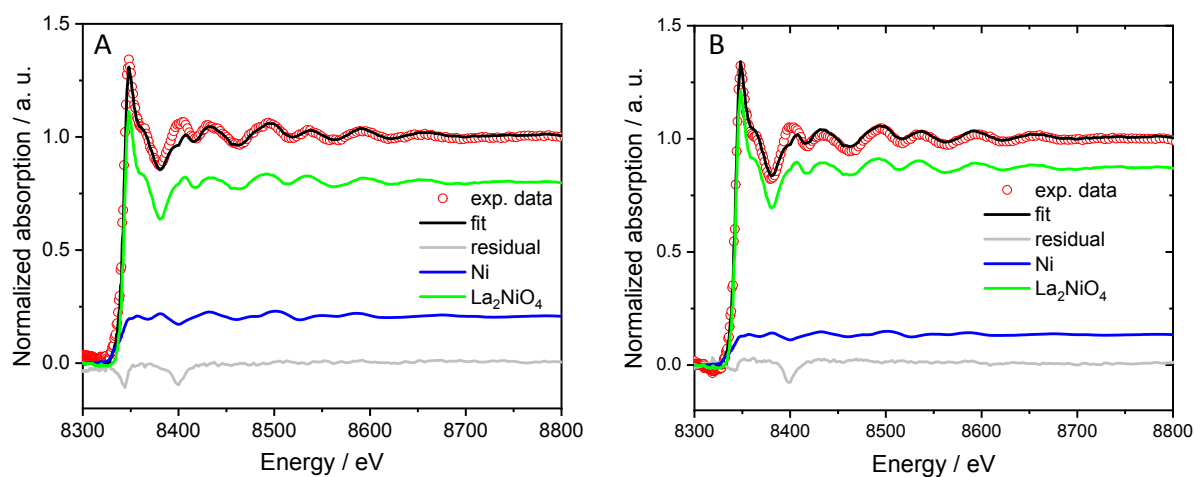 A
1.5
1.0
0.5
0.0
Normalized absorption / a. u.
exp. data
fit
residual
Ni
La₂NiO₄
8300 8400 8500 8600 8700 8800
Energy / eV
B
1.5
1.0
0.5
0.0
Normalized absorption / a. u.
exp. data
fit
residual
Ni
La₂NiO₄
8300 8400 8500 8600 8700 8800
Energy / eV